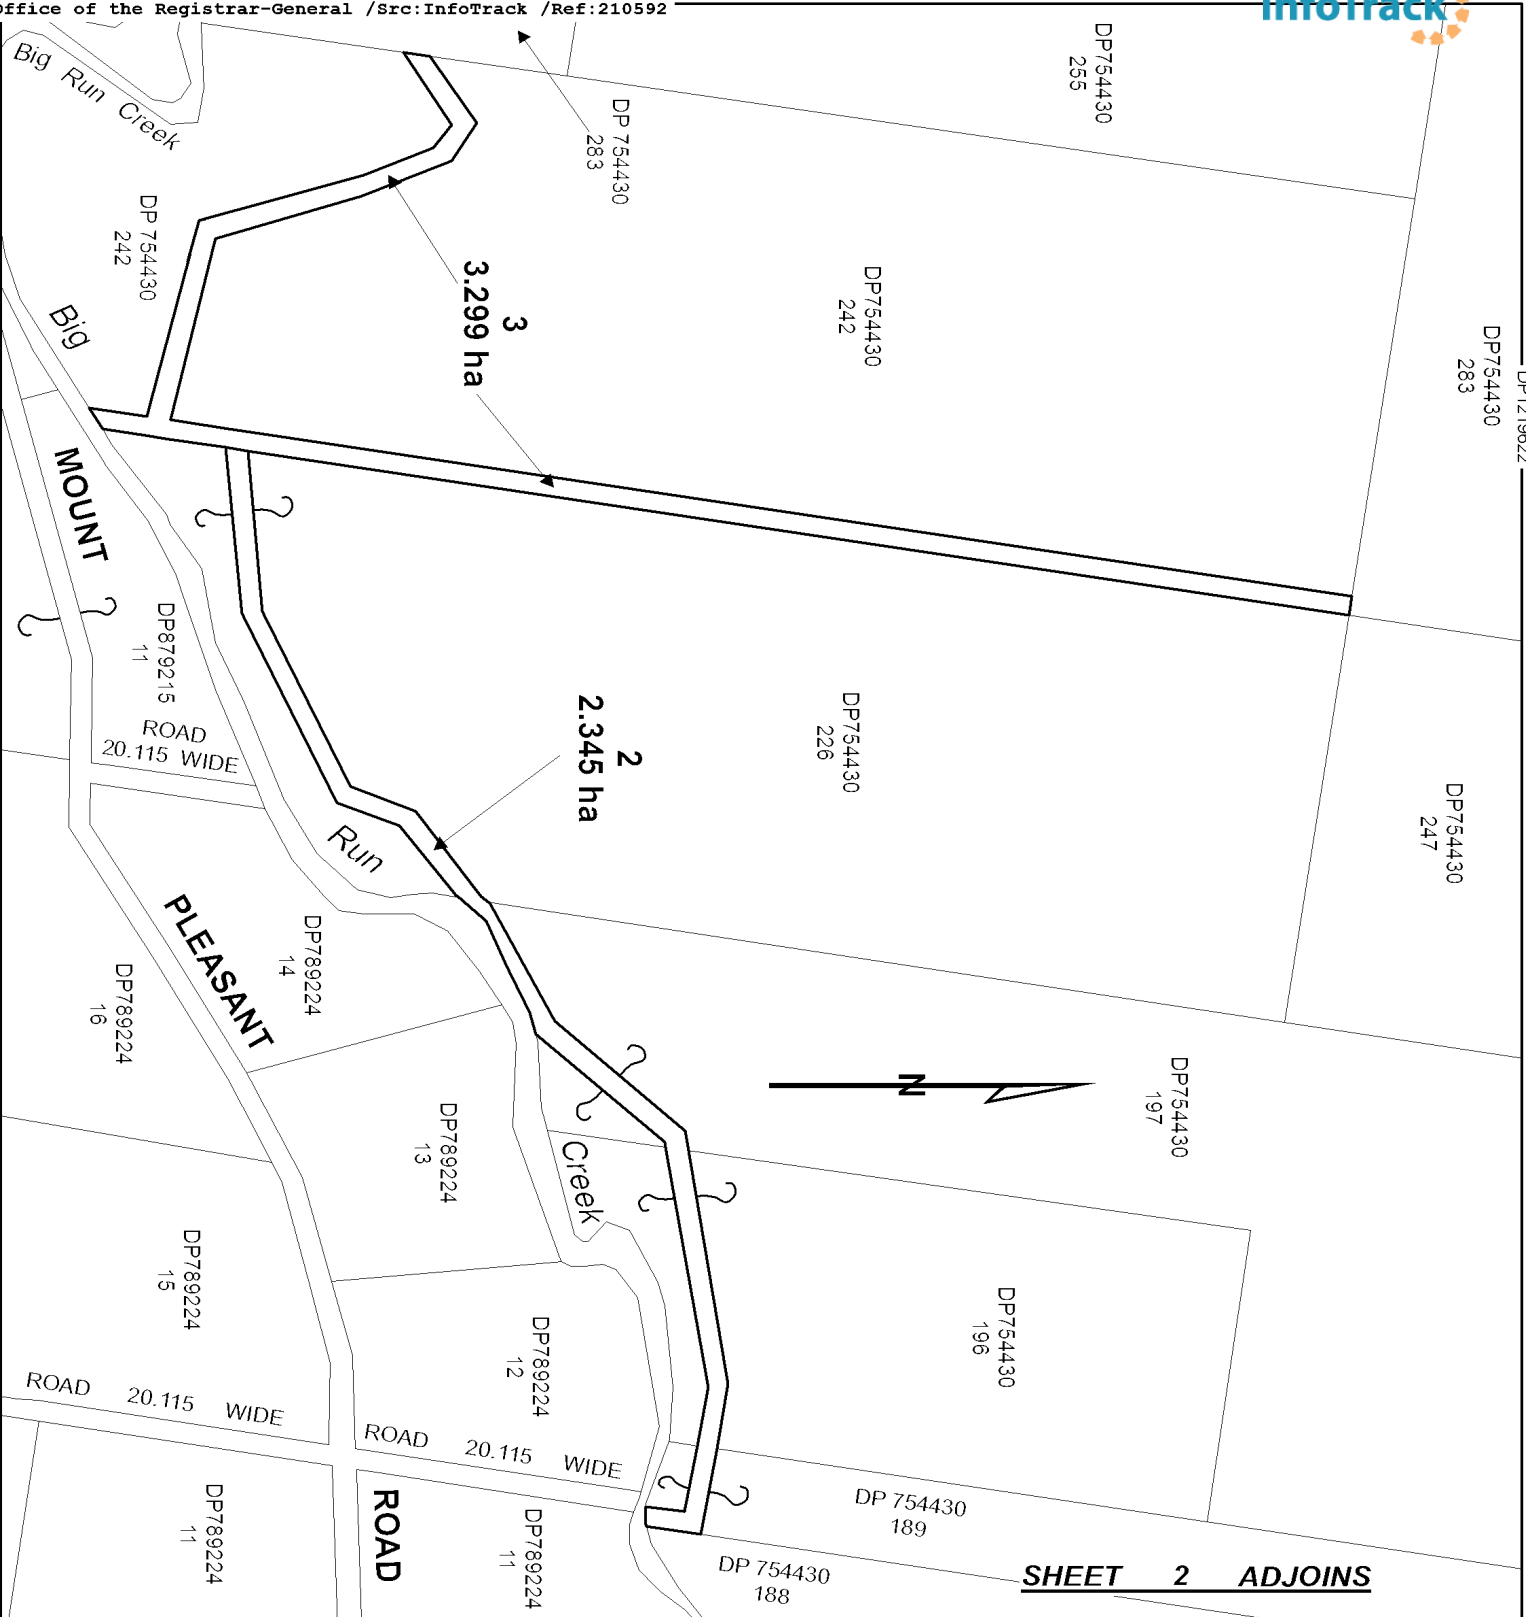 Office of the Registrar-General /Src:InfoTrack /Ref:210592
InfoTrack
Big Run Creek
DP 754430
283
DP754430
255
DP 754430
242
DP754430
242
DP754430
283
DP1219622
3
3.299 ha
Big
MOUNT
DP879215
11
ROAD
20.115 WIDE
2
2.345 ha
DP754430
226
DP754430
247
Run
PLEASANT
DP789224
14
DP789224
16
N
DP754430
197
DP789224
13
Creek
DP789224
15
DP789224
12
DP754430
196
ROAD 20.115 WIDE
ROAD 20.115 WIDE
ROAD
DP789224
11
DP789224
11
DP 754430
189
DP 754430
188
SHEET 2 ADJOINS